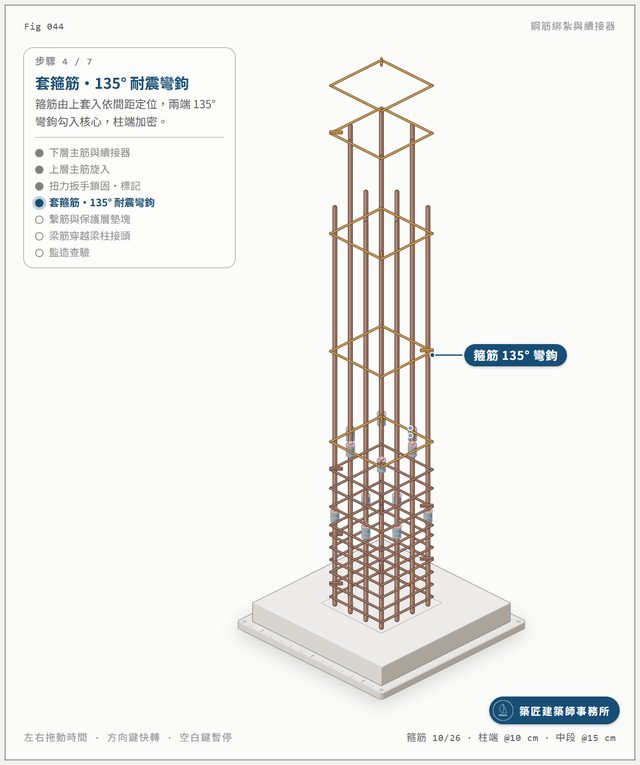 Fig 044
鋼筋綁紮與續接器
步驟 4 / 7
套箍筋・135° 耐震彎鉤
箍筋由上套入依間距定位，兩端 135°
彎鉤勾入核心，柱端加密。
下層主筋與續接器
上層主筋旋入
扭力扳手鎖固・標記
套箍筋・135° 耐震彎鉤
繫筋與保護層墊塊
梁筋穿越梁柱接頭
監造查驗
箍筋 135° 彎鉤
築匠建築師事務所
左右拖動時間 · 方向鍵快轉 · 空白鍵暫停
箍筋 10/26 · 柱端 @10 cm · 中段 @15 cm